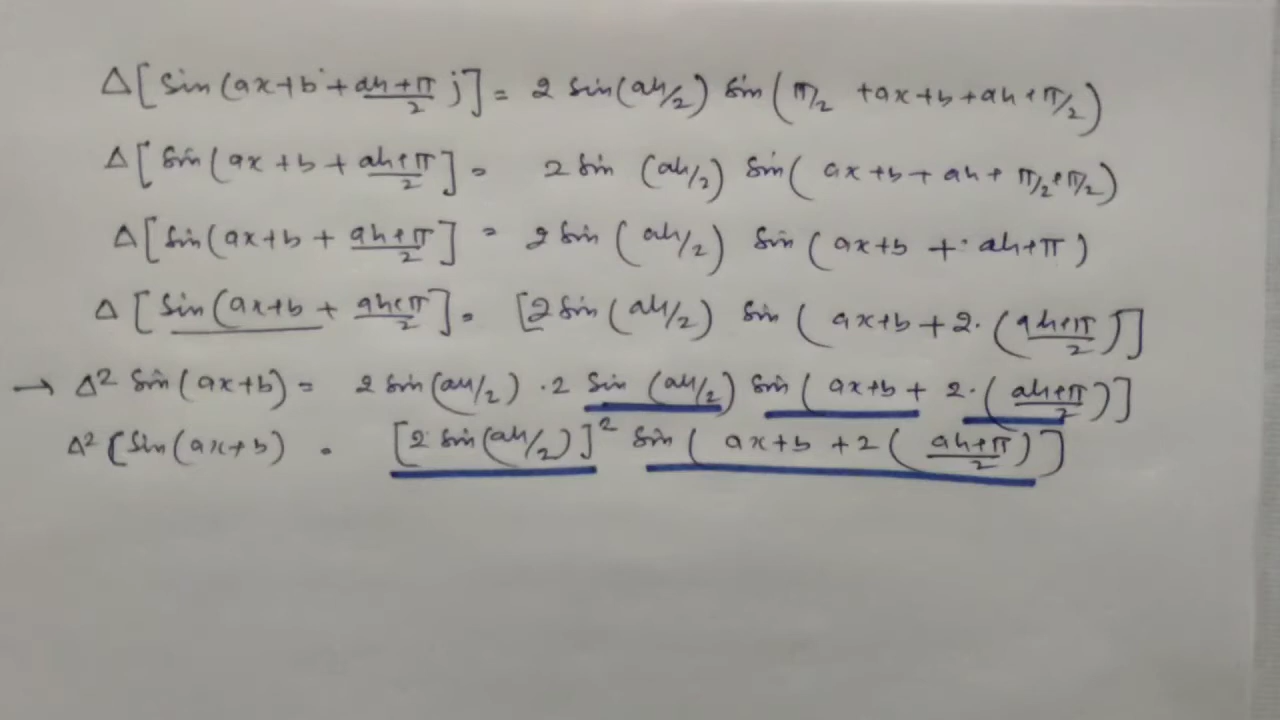 Δ[Sin(ax+b+(ah+π)/2)] = 2 Sin(ah/2) Sin(π/2 +ax+b+ah+π/2)
Δ[Sin(ax+b+(ah+π)/2] = 2 Sin (ah/2) Sin( ax+b+ah+π/2+π/2)
Δ[Sin(ax+b+(ah+π)/2] = 2 Sin (ah/2) Sin (ax+b + ah+π)
Δ [Sin(ax+b+(ah+π)/2] = [2 Sin(ah/2) Sin (ax+b+2.((ah+π)/2)]
→ Δ² Sin(ax+b) = 2 Sin(ah/2) .2 Sin (ah/2) Sin (ax+b+ 2.((ah+π)/2)]
Δ² [Sin(ax+b) = [2 Sin(ah/2)]² Sin( ax+b +2((ah+π)/2)]